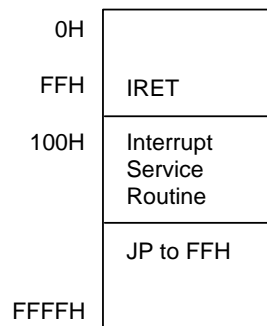 0H
FFH IRET
100H Interrupt
Service
Routine
JP to FFH
FFFFH